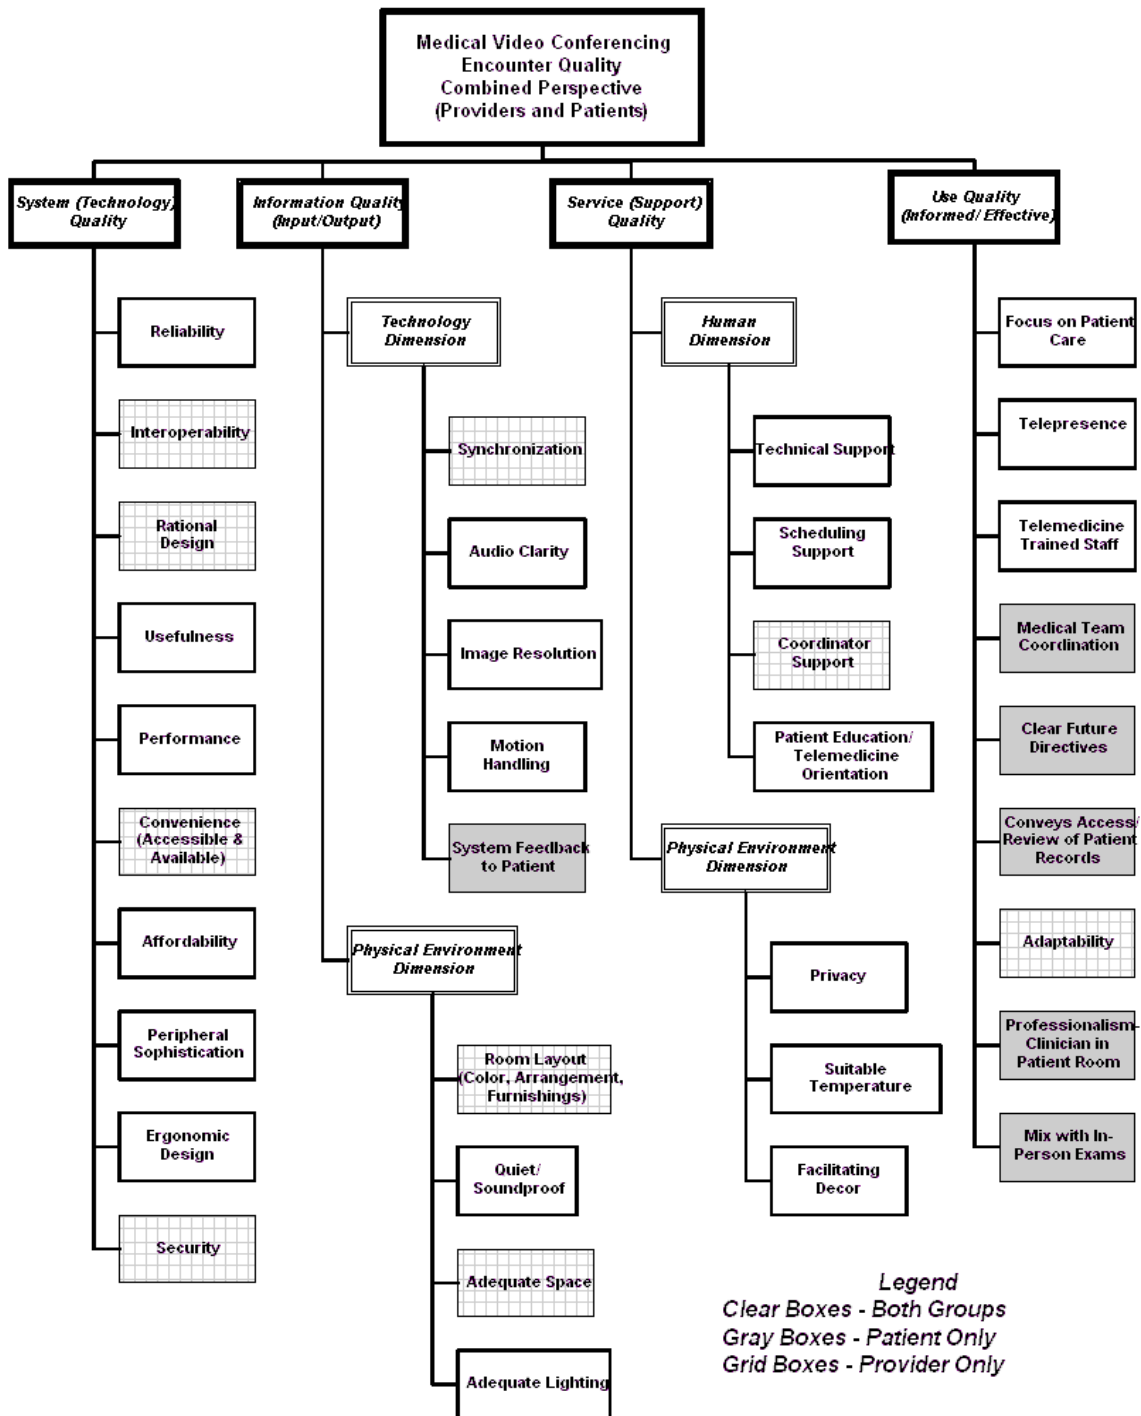 Medical Video Conferencing
Encounter Quality
Combined Perspective
(Providers and Patients)
System (Technology)
Quality
Reliability
Interoperability
Rational
Design
Usefulness
Performance
Convenience
(Accessible &
Available)
Affordability
Peripheral
Sophistication
Ergonomic
Design
Security
Information Quality
(Input/Output)
Technology
Dimension
Synchronization
Audio Clarity
Image Resolution
Motion
Handling
System Feedback
to Patient
Physical Environment
Dimension
Room Layout
(Color, Arrangement,
Furnishings)
Quiet/
Soundproof
Adequate Space
Adequate Lighting
Service (Support)
Quality
Human
Dimension
Technical Support
Scheduling
Support
Coordinator
Support
Patient Education/
Telemedicine
Orientation
Physical Environment
Dimension
Privacy
Suitable
Temperature
Facilitating
Decor
Use Quality
(Informed/ Effective)
Focus on Patient
Care
Telepresence
Telemedicine
Trained Staff
Medical Team
Coordination
Clear Future
Directives
Conveys Access/
Review of Patient
Records
Adaptability
Professionalism-
Clinician in
Patient Room
Mix with In-
Person Exams
Legend
Clear Boxes - Both Groups
Gray Boxes - Patient Only
Grid Boxes - Provider Only